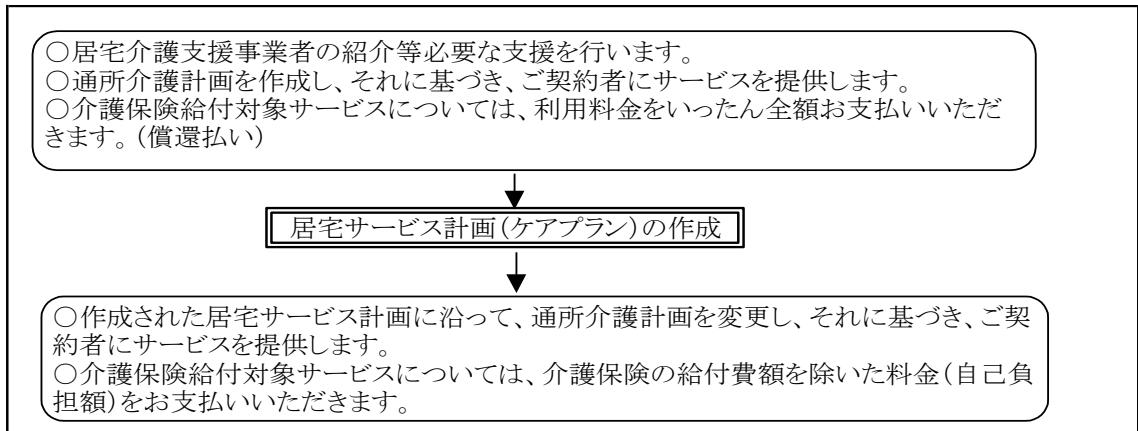 ○居宅介護支援事業者の紹介等必要な支援を行います。
○通所介護計画を作成し、それに基づき、ご契約者にサービスを提供します。
○介護保険給付対象サービスについては、利用料金をいったん全額お支払いいただ
きます。(償還払い)
居宅サービス計画(ケアプラン)の作成
○作成された居宅サービス計画に沿って、通所介護計画を変更し、それに基づき、ご契
約者にサービスを提供します。
○介護保険給付対象サービスについては、介護保険の給付費額を除いた料金(自己負
担額)をお支払いいただきます。